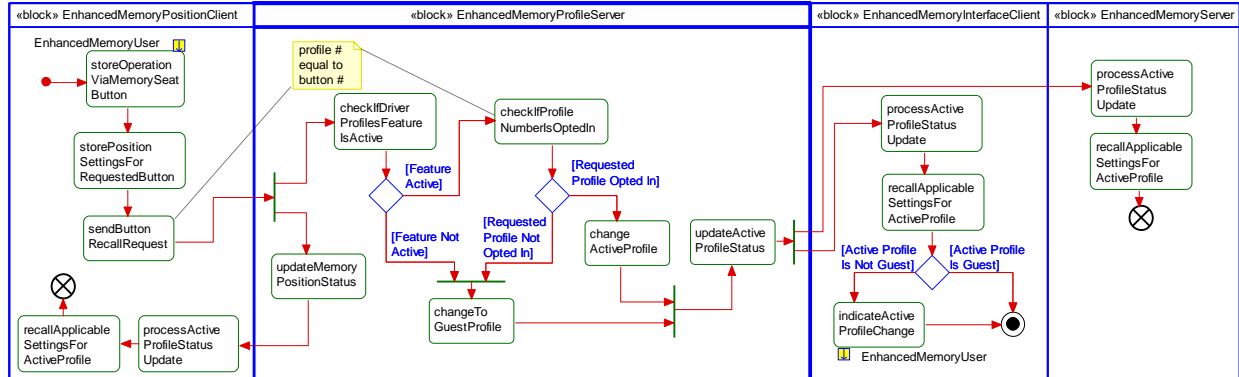 «block» EnhancedMemoryPositionClient
«block» EnhancedMemoryProfileServer
«block» EnhancedMemoryInterfaceClient
«block» EnhancedMemoryServer
EnhancedMemoryUser
storeOperation
ViaMemorySeat
Button
storePosition
SettingsFor
RequestedButton
sendButton
RecallRequest
recallApplicable
SettingsFor
ActiveProfile
processActive
ProfileStatus
Update
profile #
equal to
button #
checkIfDriver
ProfilesFeature
IsActive
checkIfProfile
NumberIsOptedIn
[Feature
Active]
[Requested
Profile Opted In]
[Feature Not
Active]
[Requested
Profile Not
Opted In]
updateMemory
PositionStatus
changeTo
GuestProfile
change
ActiveProfile
updateActive
ProfileStatus
processActive
ProfileStatus
Update
recallApplicable
SettingsFor
ActiveProfile
[Active Profile
Is Not Guest]
[Active Profile
Is Guest]
indicateActive
ProfileChange
EnhancedMemoryUser
processActive
ProfileStatus
Update
recallApplicable
SettingsFor
ActiveProfile